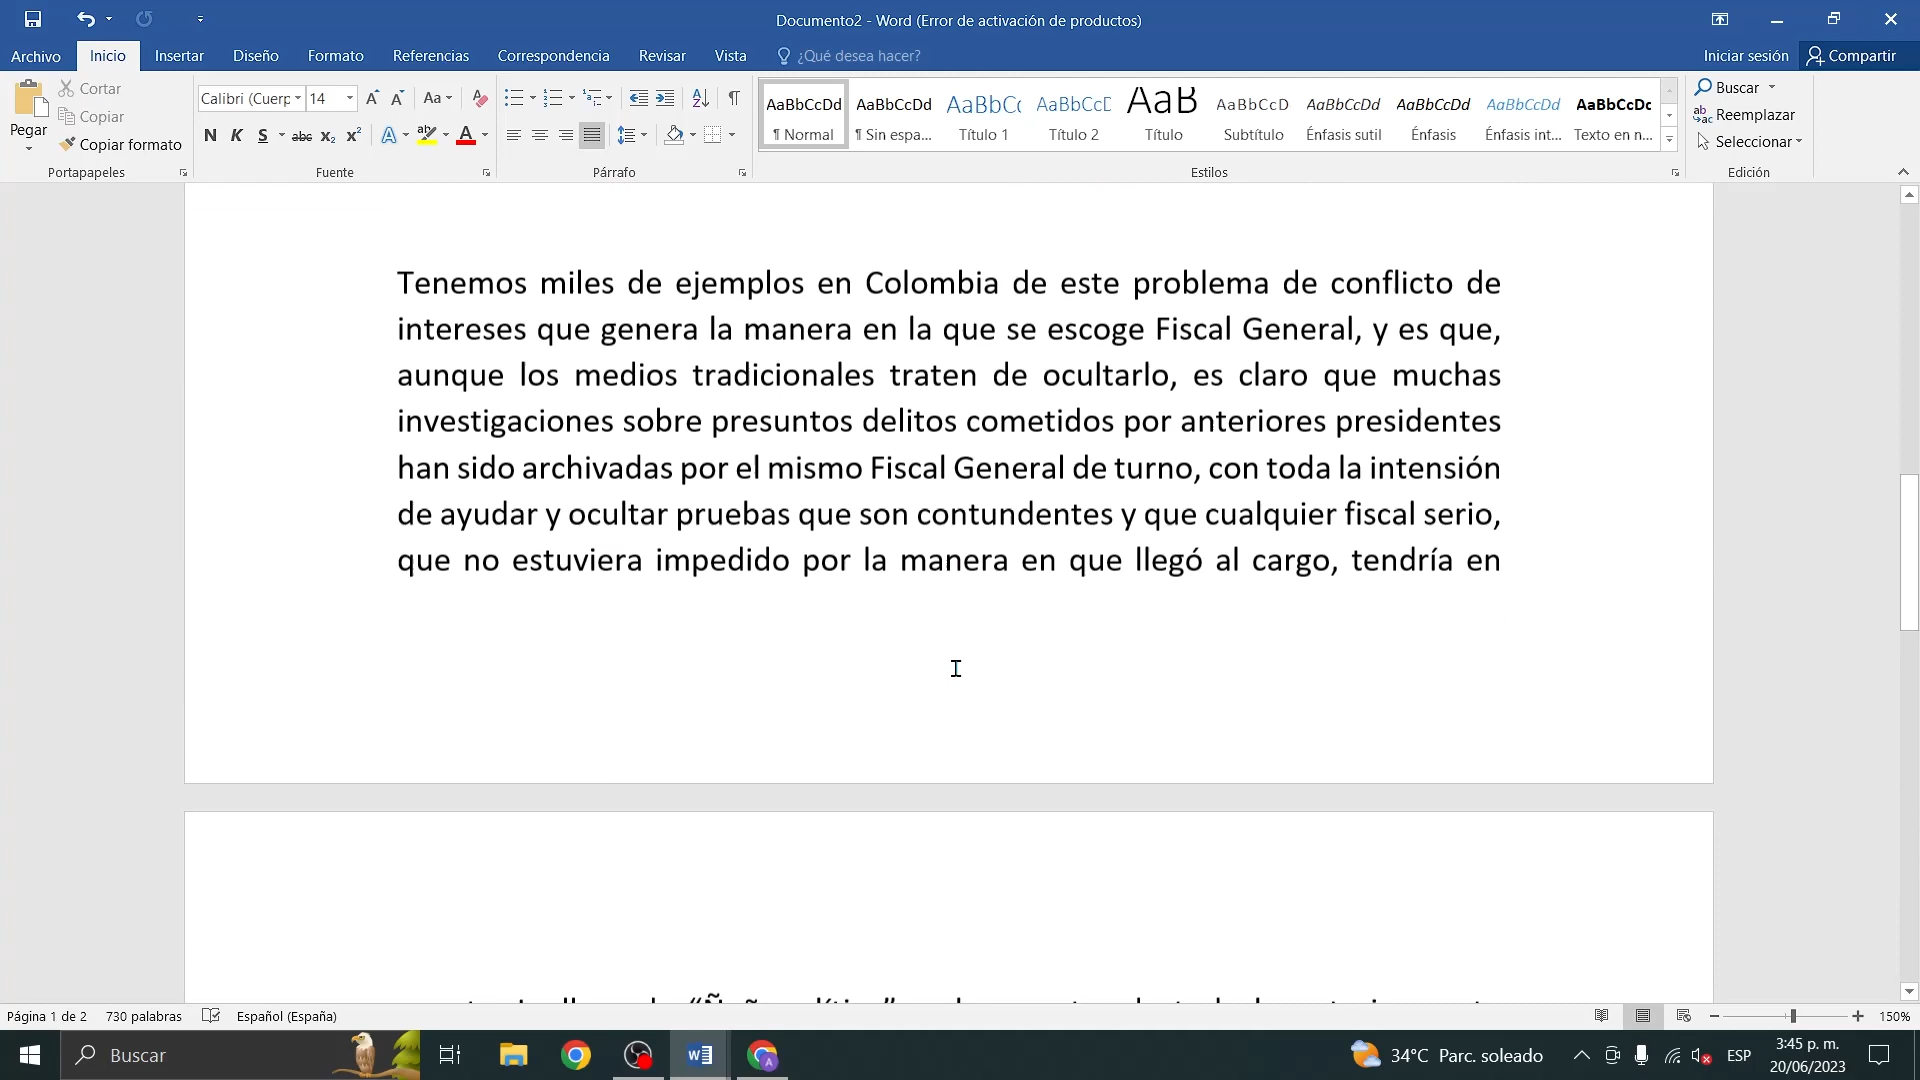 Documento2 - Word (Error de activación de productos)
Archivo Inicio Insertar Diseño Formato Referencias Correspondencia Revisar Vista ¿Qué desea hacer? Iniciar sesión Compartir
Pegar
Cortar
Copiar
Copiar formato
Portapapeles
Calibri (Cuerp 14
Aa
N K S abc x₂ x² A ab A
Fuente
Párrafo
AaBbCcDd AaBbCcDd AaBbC( AaBbCcD AaB AaBbCcD AaBbCcDd AaBbCcDd AaBbCcDd AaBbCcDc
¶ Normal ¶ Sin espa... Título 1 Título 2 Título Subtítulo Énfasis sutil Énfasis Énfasis int... Texto en n...
Estilos
Buscar
Reemplazar
Seleccionar
Edición
Tenemos miles de ejemplos en Colombia de este problema de conflicto de
intereses que genera la manera en la que se escoge Fiscal General, y es que,
aunque los medios tradicionales traten de ocultarlo, es claro que muchas
investigaciones sobre presuntos delitos cometidos por anteriores presidentes
han sido archivadas por el mismo Fiscal General de turno, con toda la intensión
de ayudar y ocultar pruebas que son contundentes y que cualquier fiscal serio,
que no estuviera impedido por la manera en que llegó al cargo, tendría en
Página 1 de 2 730 palabras Español (España) 150%
Buscar
34°C Parc. soleado
ESP
3:45 p. m.
20/06/2023